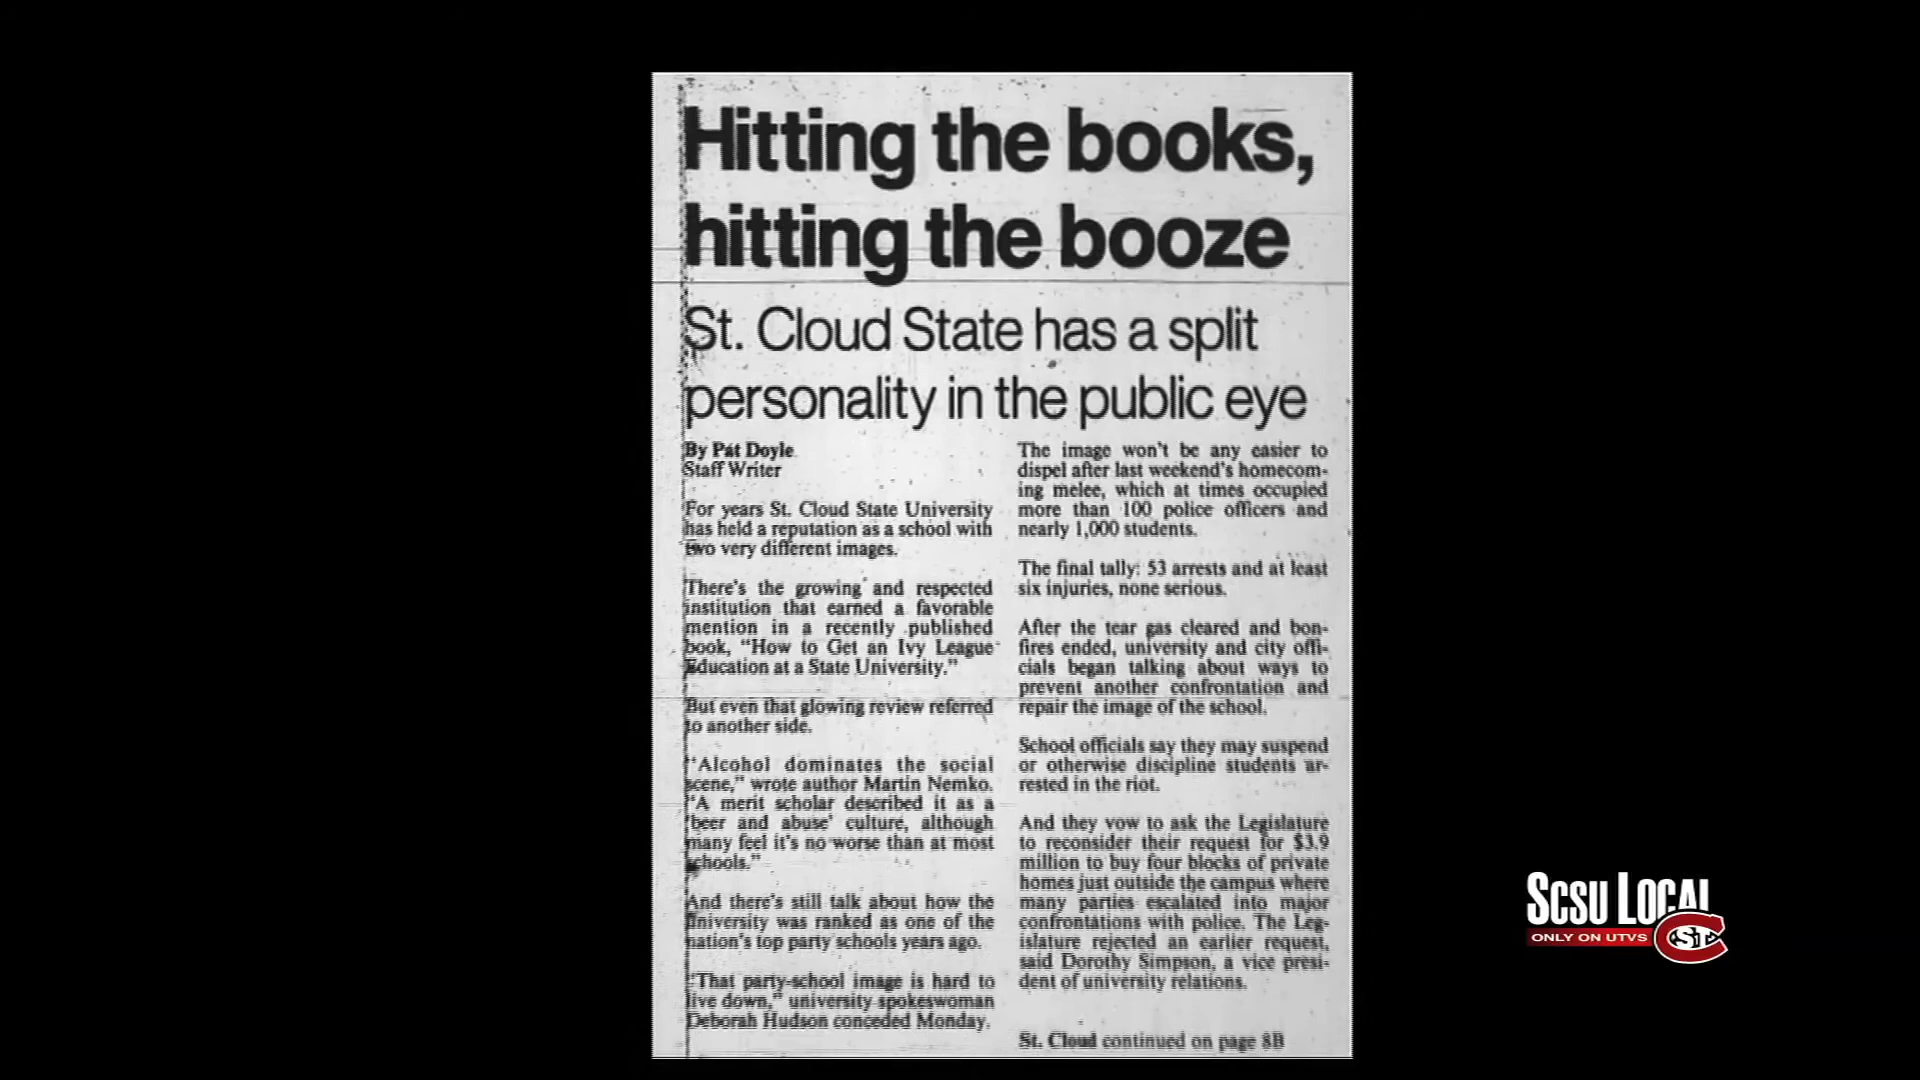 Hitting the books,
hitting the booze
St. Cloud State has a split
personality in the public eye
By Pat Doyle
Staff Writer
For years St. Cloud State University
has held a reputation as a school with
two very different images.
There's the growing and respected
institution that earned a favorable
mention in a recently published
book, "How to Get an Ivy League
Education at a State University."
But even that glowing review referred
to another side.
"Alcohol dominates the social
scene," wrote author Martin Nemko.
"A merit scholar described it as a
'beer and abuse' culture, although
many feel it's no worse than at most
schools."
And there's still talk about how the
university was ranked as one of the
nation's top party schools years ago.
"That party-school image is hard to
live down," university spokeswoman
Deborah Hudson conceded Monday.
The image won't be any easier to
dispel after last weekend's homecom-
ing melee, which at times occupied
more than 100 police officers and
nearly 1,000 students.
The final tally: 53 arrests and at least
six injuries, none serious.
After the tear gas cleared and bon-
fires ended, university and city offi-
cials began talking about ways to
prevent another confrontation and
repair the image of the school.
School officials say they may suspend
or otherwise discipline students ar-
rested in the riot.
And they vow to ask the Legislature
to reconsider their request for $3.9
million to buy four blocks of private
homes just outside the campus where
many parties escalated into major
confrontations with police. The Leg-
islature rejected an earlier request,
said Dorothy Simpson, a vice presi-
dent of university relations.
St. Cloud continued on page 8B
SCSU LOCAL
ONLY ON UTVS
ST C